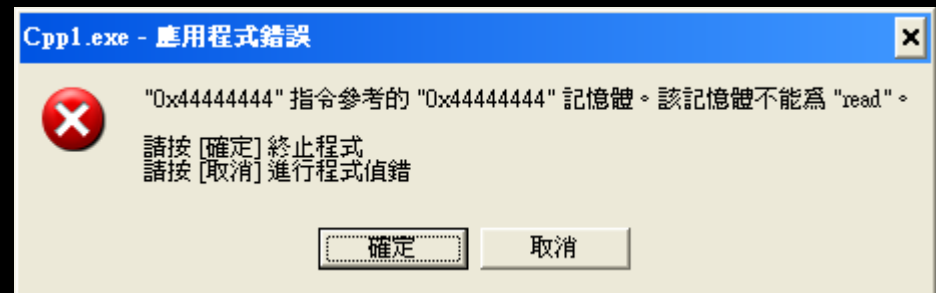 Cpp1.exe - 應用程式錯誤
"0x44444444" 指令參考的 "0x44444444" 記憶體。該記憶體不能爲 "read"。
請按 [確定] 終止程式
請按 [取消] 進行程式偵錯
確定
取消